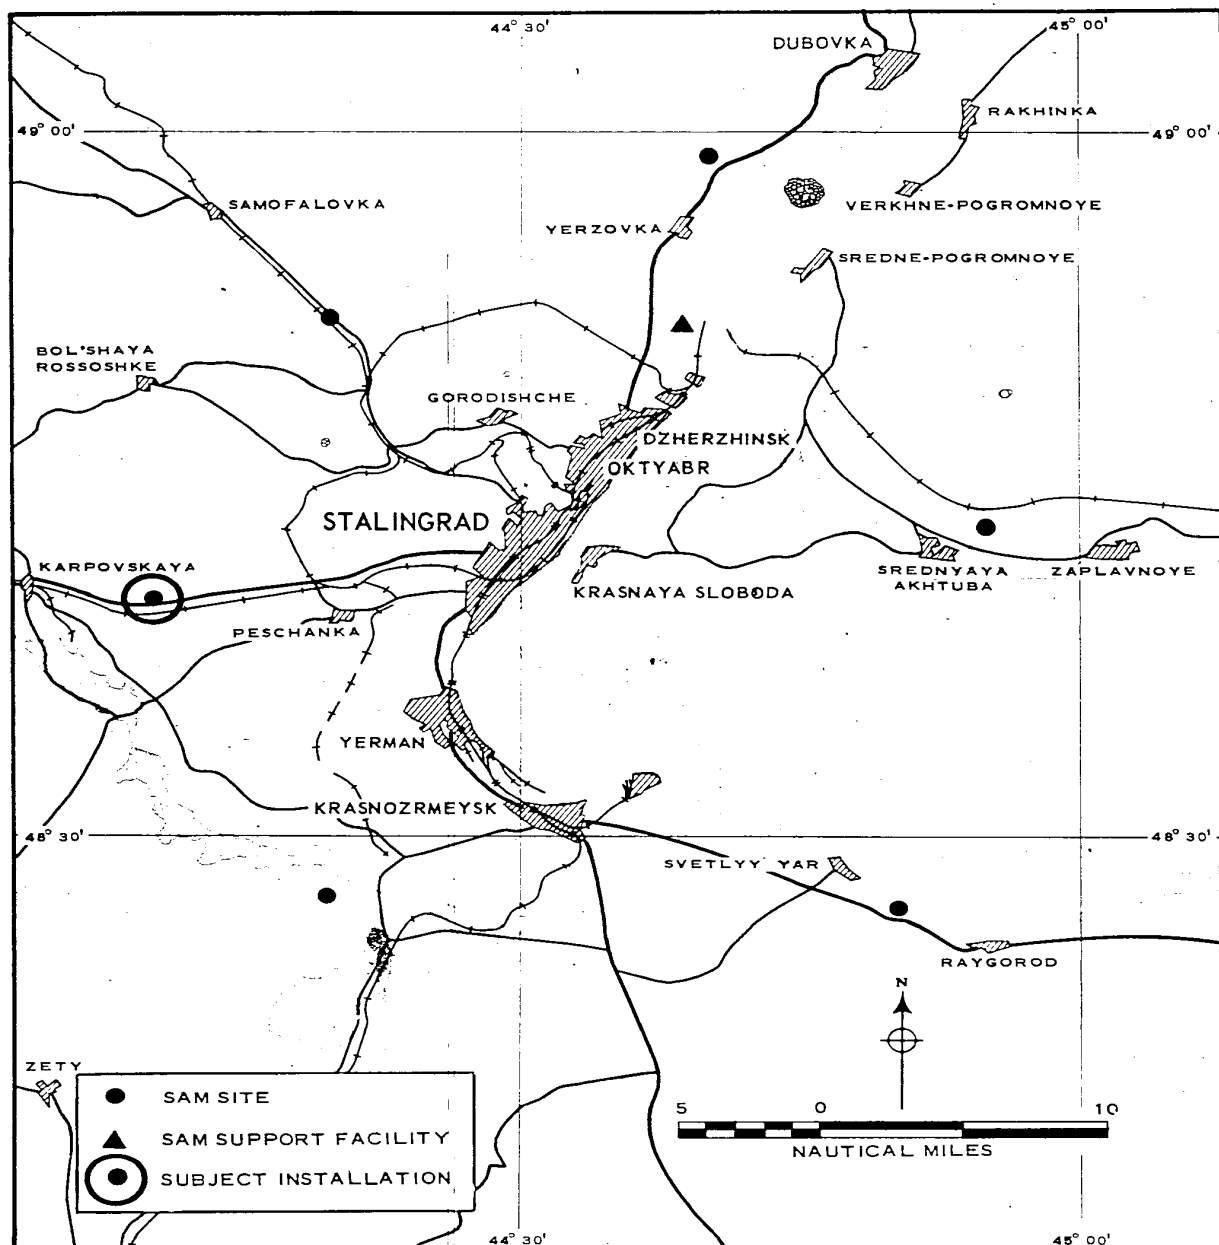 44° 30'
45° 00'
DUBOVKA
RAKHINKA
49° 00'
49° 00'
SAMOFALOVKA
VERKHNE-POGROMNOYE
YERZOVKA
SREDNE-POGROMNOYE
BOL'SHAYA
ROSSOSHKE
GORODISHCHE
DZHERZHINSK
OKTYABR
STALINGRAD
KARPOVSKAYA
SREDNYAYA
AKHTUBA
ZAPLAVNOYE
KRASNAYA SLOBODA
PESCHANKA
YERMAN
KRASNOZRMEYSK
48° 30'
48° 30'
SVETLYY YAR
RAYGOROD
N
ZETY
SAM SITE
SAM SUPPORT FACILITY
SUBJECT INSTALLATION
5 0 10
NAUTICAL MILES
44° 30'
45° 00'